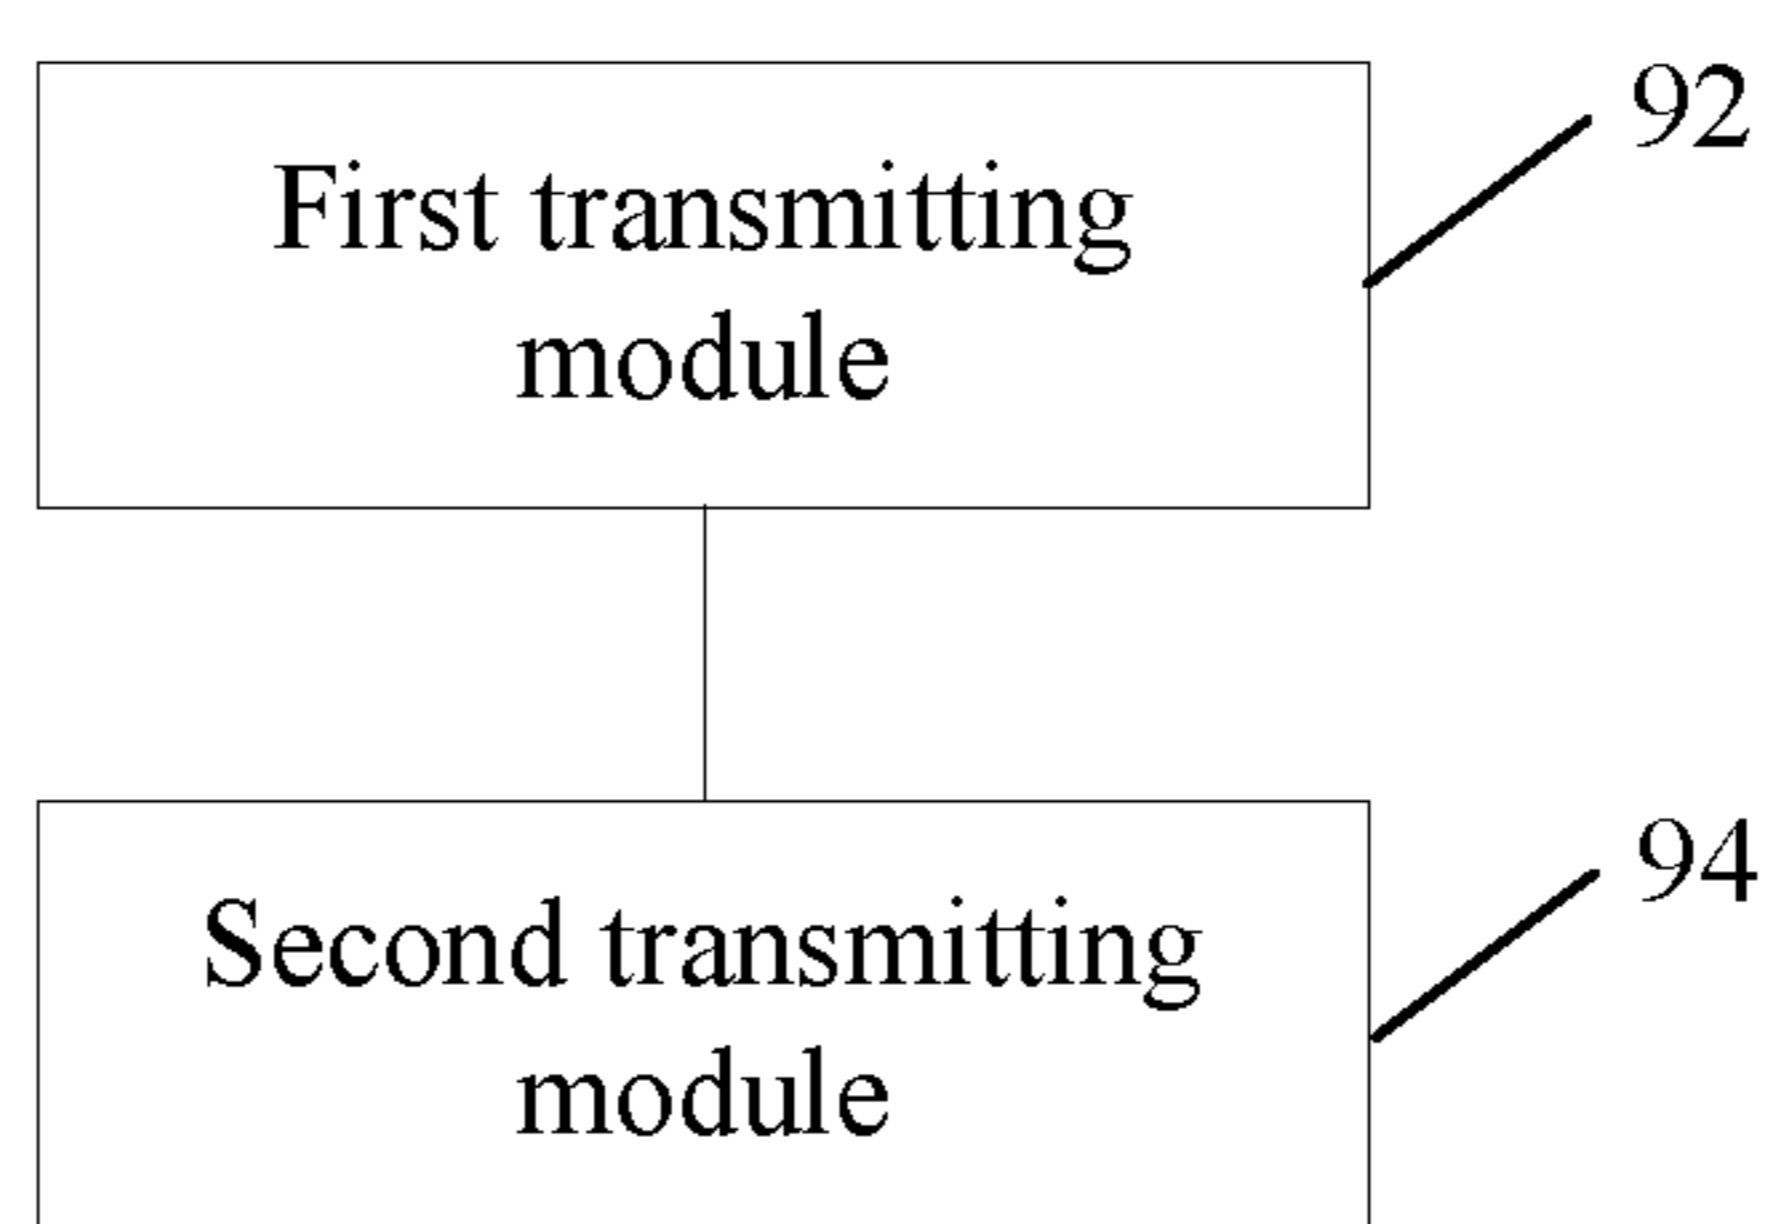 92
First transmitting
module
94
Second transmitting
module